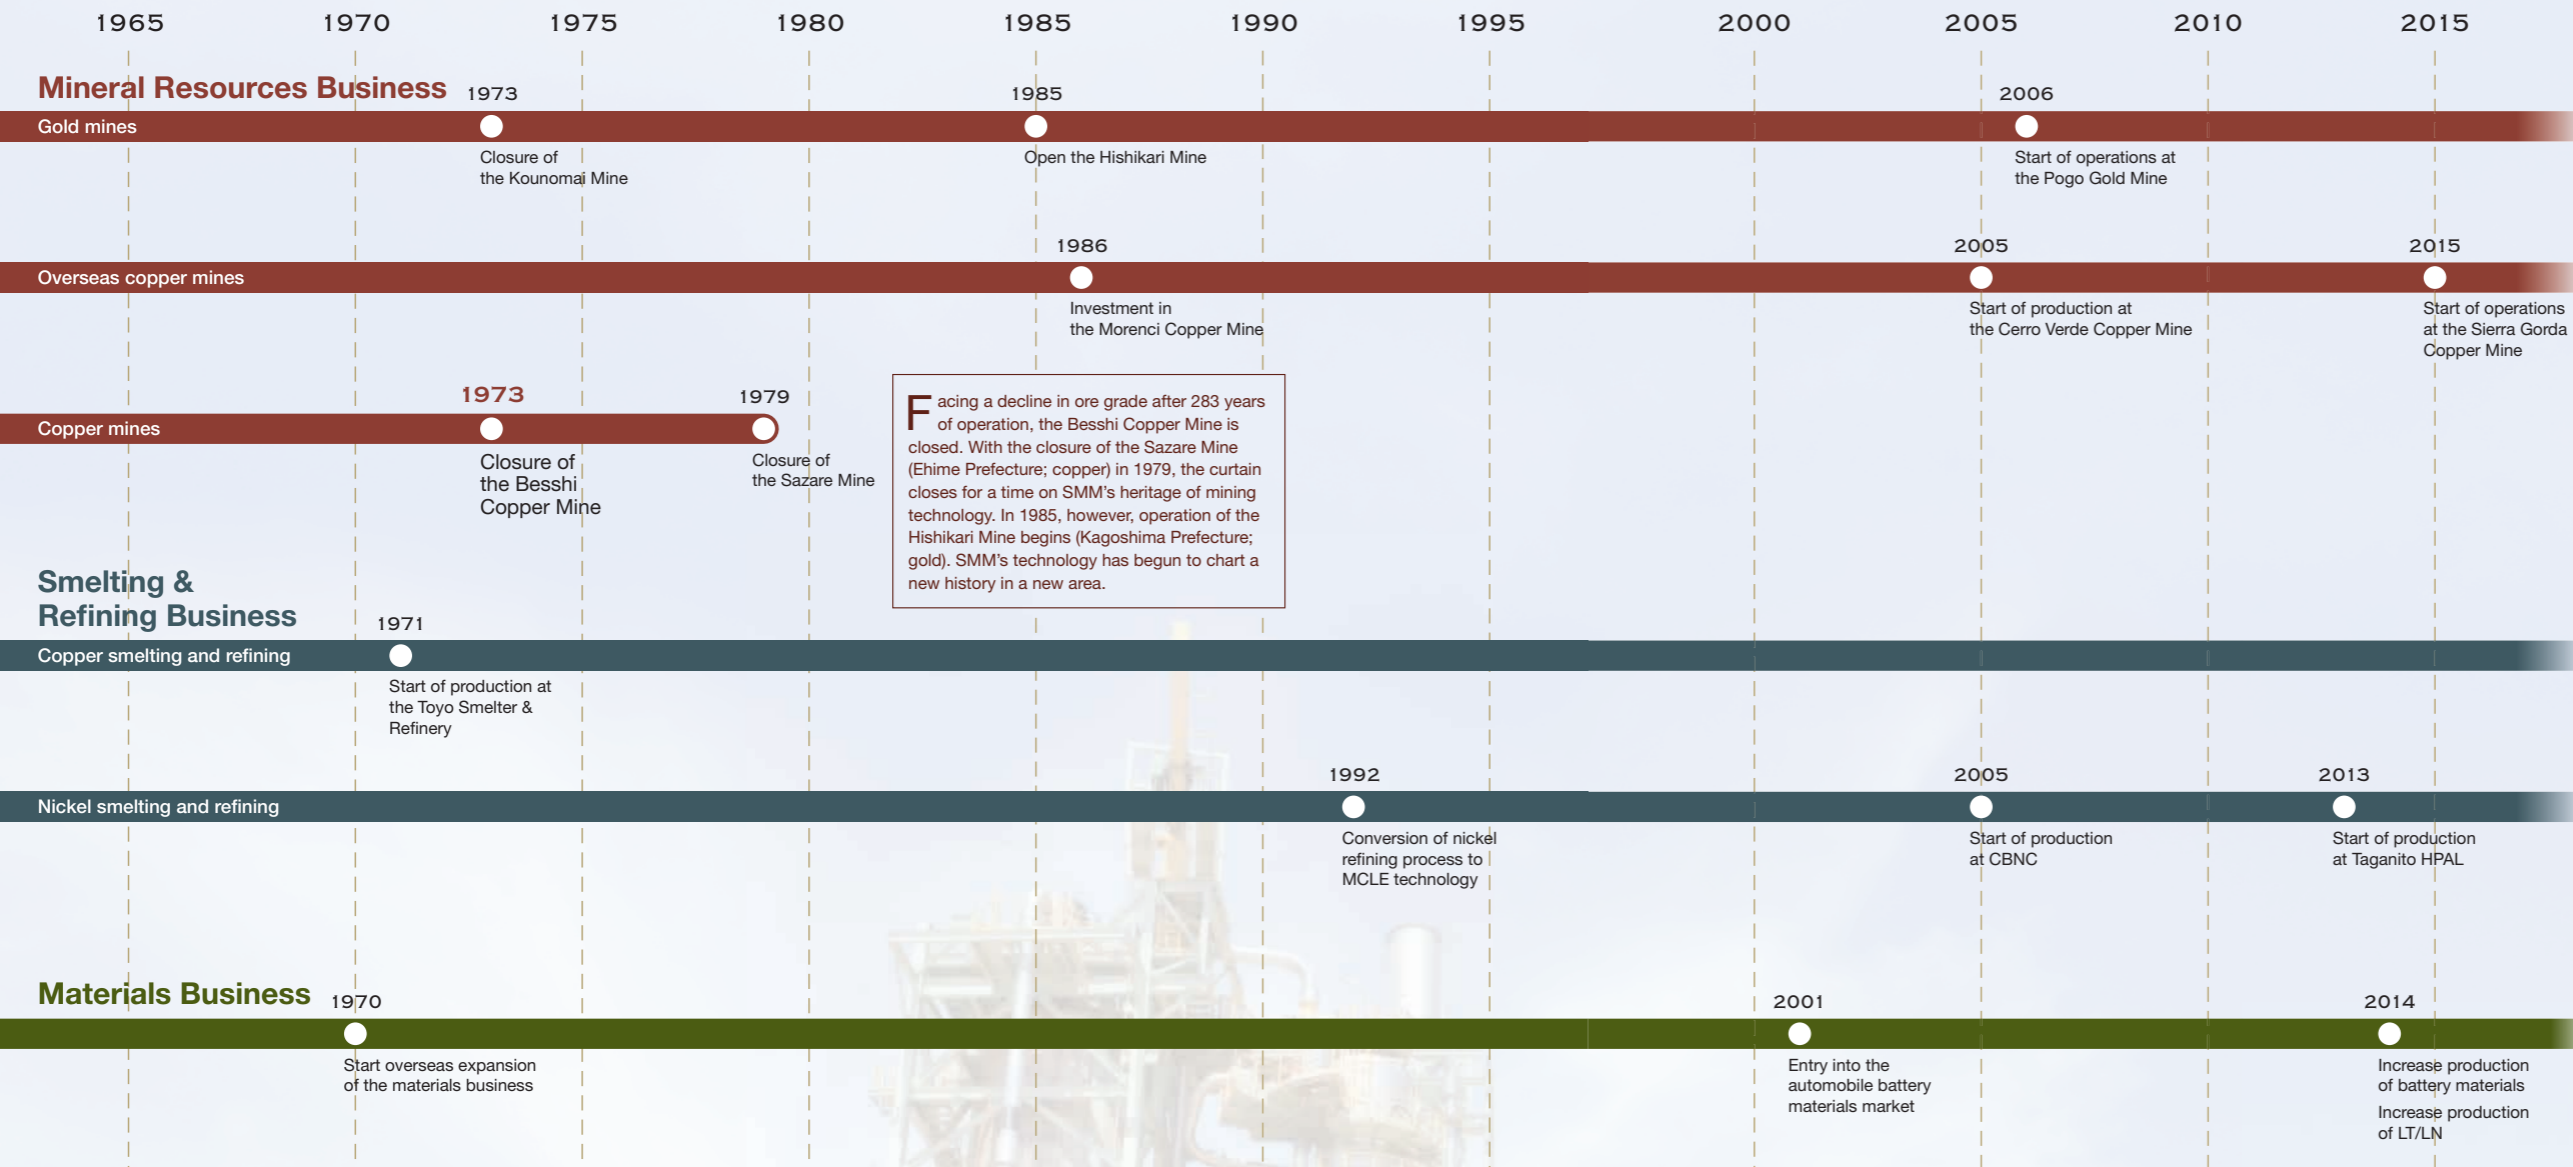 1965 1970 1975 1980 1985 1990 1995 2000 2005 2010 2015
Mineral Resources Business
1973 1985 2006
Gold mines
Closure of
the Kounomai Mine
Open the Hishikari Mine
Start of operations at
the Pogo Gold Mine
1986 2005 2015
Overseas copper mines
Investment in
the Morenci Copper Mine
Start of production at
the Cerro Verde Copper Mine
Start of operations
at the Sierra Gorda
Copper Mine
1973 1979
Copper mines
Closure of
the Besshi
Copper Mine
Closure of
the Sazare Mine
Facing a decline in ore grade after 283 years
of operation, the Besshi Copper Mine is
closed. With the closure of the Sazare Mine
(Ehime Prefecture; copper) in 1979, the curtain
closes for a time on SMM's heritage of mining
technology. In 1985, however, operation of the
Hishikari Mine begins (Kagoshima Prefecture;
gold). SMM's technology has begun to chart a
new history in a new area.
Smelting &
Refining Business
1971
Copper smelting and refining
Start of production at
the Toyo Smelter &
Refinery
1992 2005 2013
Nickel smelting and refining
Conversion of nickel
refining process to
MCLE technology
Start of production
at CBNC
Start of production
at Taganito HPAL
Materials Business
1970 2001 2014
Start overseas expansion
of the materials business
Entry into the
automobile battery
materials market
Increase production
of battery materials
Increase production
of LT/LN